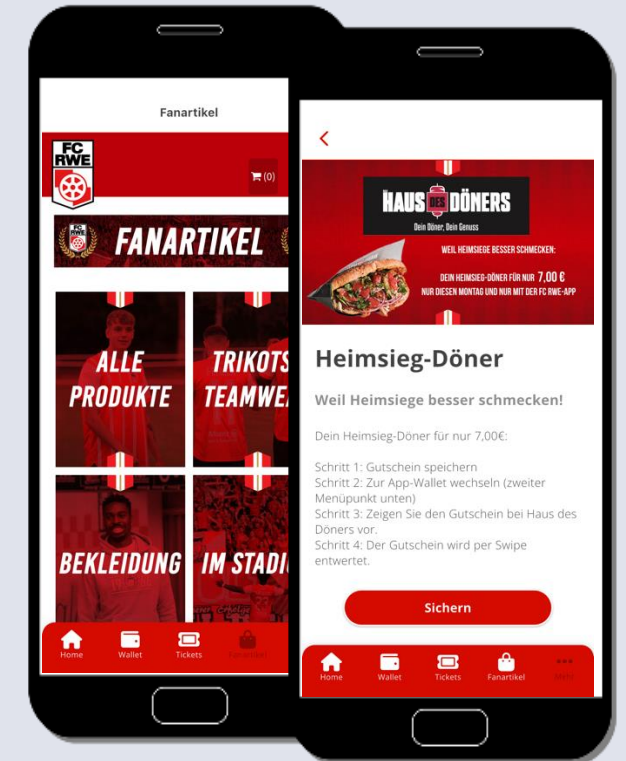 Fanartikel
FC
RWE
(0)
FANARTIKEL
ALLE
PRODUKTE
TRIKOTS
TEAMWE
BEKLEIDUNG
IM STADI
Home
Wallet
Tickets
Fanartikel
HAUS DES DÖNERS
Dein Döner, Dein Genuss
WEIL HEIMSIEGE BESSER SCHMECKEN:
DEIN HEIMSIEG-DÖNER FÜR NUR 7,00 €
NUR DIESEN MONTAG UND NUR MIT DER FC RWE-APP
Heimsieg-Döner
Weil Heimsiege besser schmecken!
Dein Heimsieg-Döner für nur 7,00€:
Schritt 1: Gutschein speichern
Schritt 2: Zur App-Wallet wechseln (zweiter
Menüpunkt unten)
Schritt 3: Zeigen Sie den Gutschein bei Haus des
Döners vor.
Schritt 4: Der Gutschein wird per Swipe
entwertet.
Sichern
Home
Wallet
Tickets
Fanartikel
Mehr